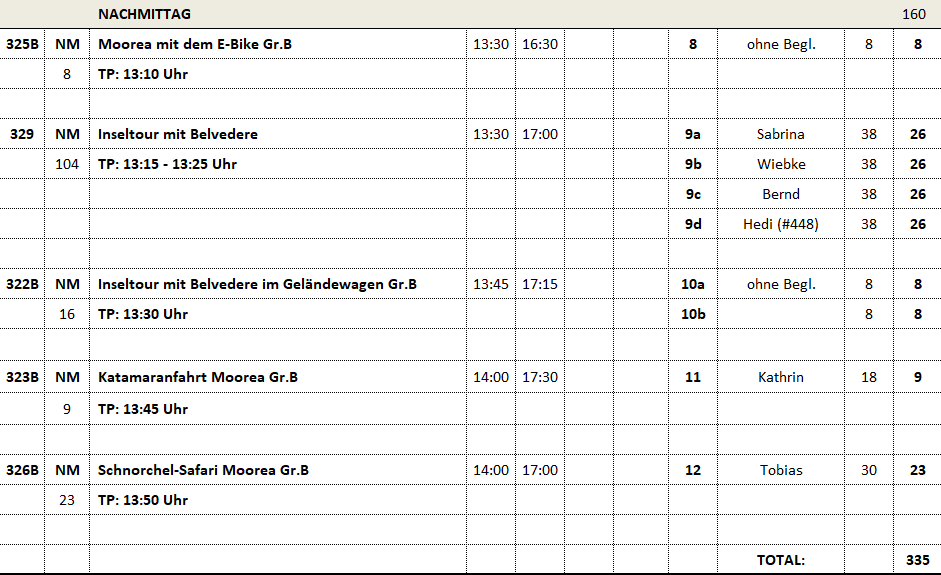 NACHMITTAG 160
325B NM Moorea mit dem E-Bike Gr.B 13:30 16:30 8 ohne Begl. 8 8
8 TP: 13:10 Uhr
329 NM Inseltour mit Belvedere 13:30 17:00 9a Sabrina 38 26
104 TP: 13:15 - 13:25 Uhr 9b Wiebke 38 26
9c Bernd 38 26
9d Hedi (#448) 38 26
322B NM Inseltour mit Belvedere im Geländewagen Gr.B 13:45 17:15 10a ohne Begl. 8 8
16 TP: 13:30 Uhr 10b 8 8
323B NM Katamaranfahrt Moorea Gr.B 14:00 17:30 11 Kathrin 18 9
9 TP: 13:45 Uhr
326B NM Schnorchel-Safari Moorea Gr.B 14:00 17:00 12 Tobias 30 23
23 TP: 13:50 Uhr
TOTAL: 335